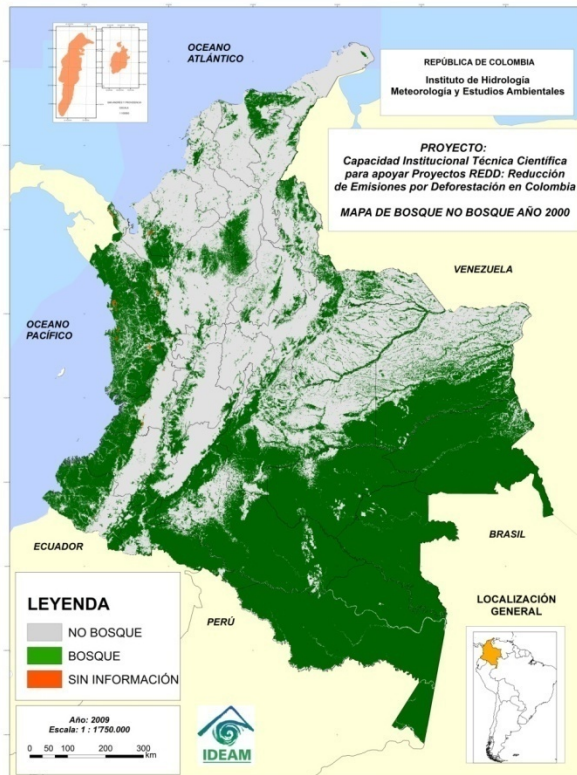 OCEANO
ATLÁNTICO
REPÚBLICA DE COLOMBIA
Instituto de Hidrología
Meteorología y Estudios Ambientales
PROYECTO:
Capacidad Institucional Técnica Científica
para apoyar Proyectos REDD: Reducción
de Emisiones por Deforestación en Colombia
MAPA DE BOSQUE NO BOSQUE AÑO 2000
VENEZUELA
OCEANO
PACÍFICO
ECUADOR
BRASIL
PERÚ
LEYENDA
NO BOSQUE
BOSQUE
SIN INFORMACIÓN
LOCALIZACIÓN
GENERAL
Año: 2009
Escala: 1 : 1'750.000
0 50 100 200 300
km
IDEAM